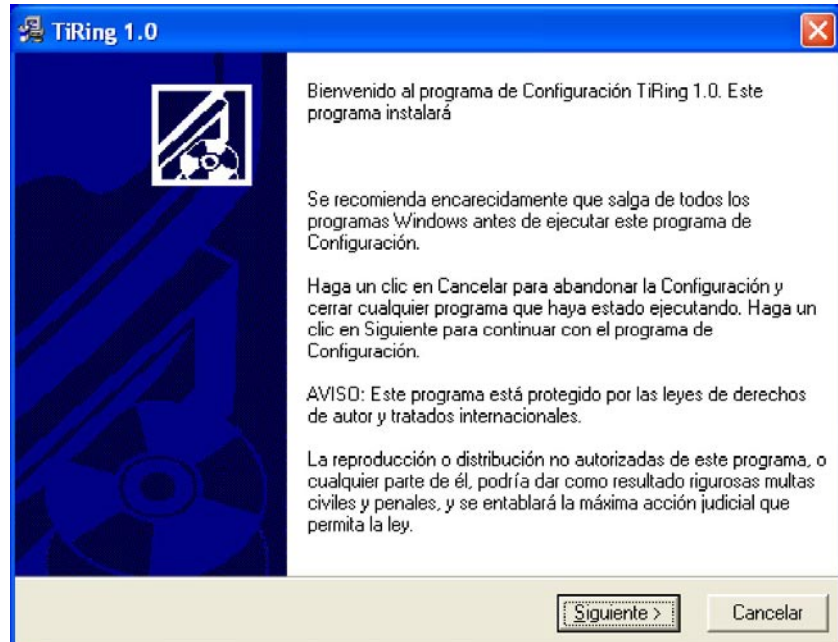 TiRing 1.0
Bienvenido al programa de Configuración TiRing 1.0. Este
programa instalará
Se recomienda encarecidamente que salga de todos los
programas Windows antes de ejecutar este programa de
Configuración.
Haga un clic en Cancelar para abandonar la Configuración y
cerrar cualquier programa que haya estado ejecutando. Haga un
clic en Siguiente para continuar con el programa de
Configuración.
AVISO: Este programa está protegido por las leyes de derechos
de autor y tratados internacionales.
La reproducción o distribución no autorizadas de este programa, o
cualquier parte de él, podría dar como resultado rigurosas multas
civiles y penales, y se entablará la máxima acción judicial que
permita la ley.
Siguiente >
Cancelar